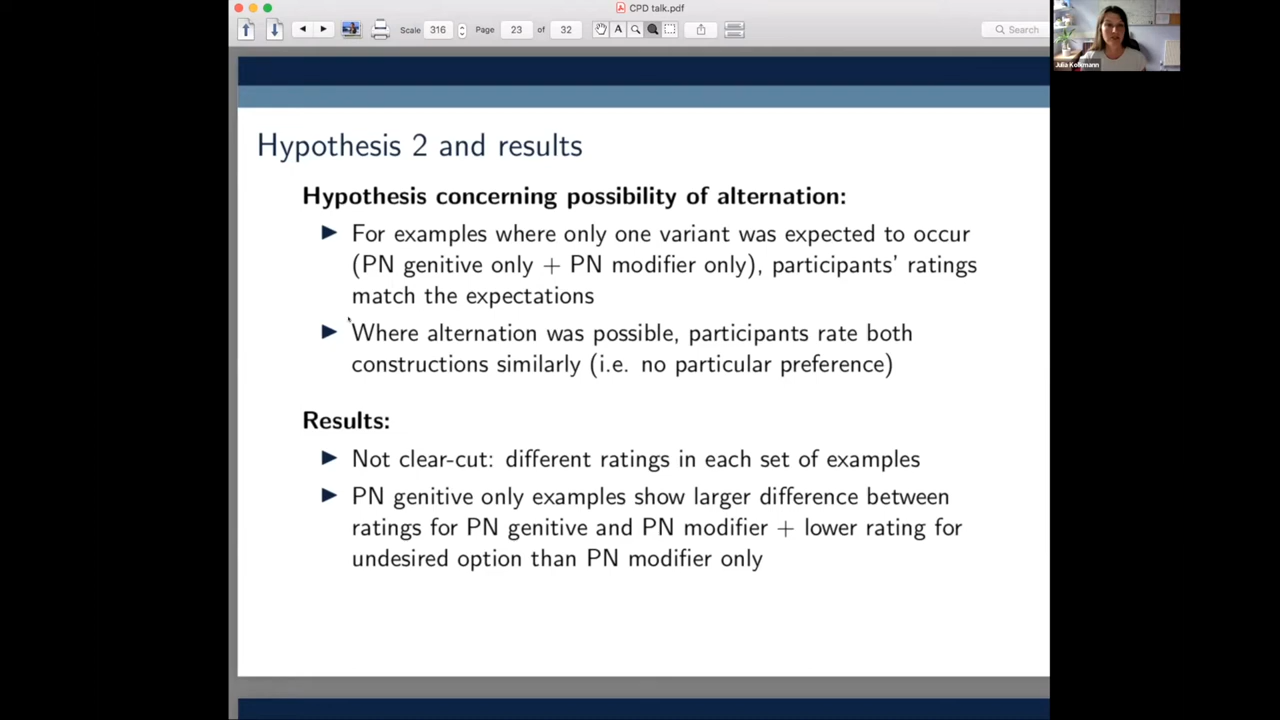 CPD talk.pdf
Scale 316 Page 23 of 32 A Search
Julia Kolkmann
Hypothesis 2 and results
Hypothesis concerning possibility of alternation:
For examples where only one variant was expected to occur
(PN genitive only + PN modifier only), participants' ratings
match the expectations
Where alternation was possible, participants rate both
constructions similarly (i.e. no particular preference)
Results:
Not clear-cut: different ratings in each set of examples
PN genitive only examples show larger difference between
ratings for PN genitive and PN modifier + lower rating for
undesired option than PN modifier only